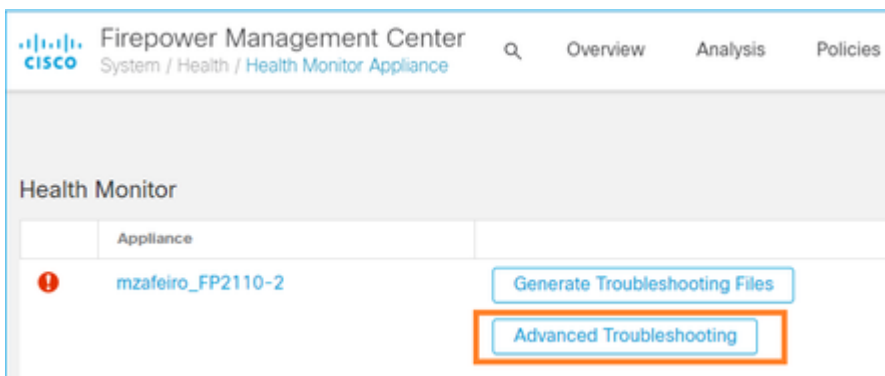 CISCO
Firepower Management Center
System / Health / Health Monitor Appliance
Overview Analysis Policies
Health Monitor
Appliance
mzafeiro_FP2110-2
Generate Troubleshooting Files
Advanced Troubleshooting